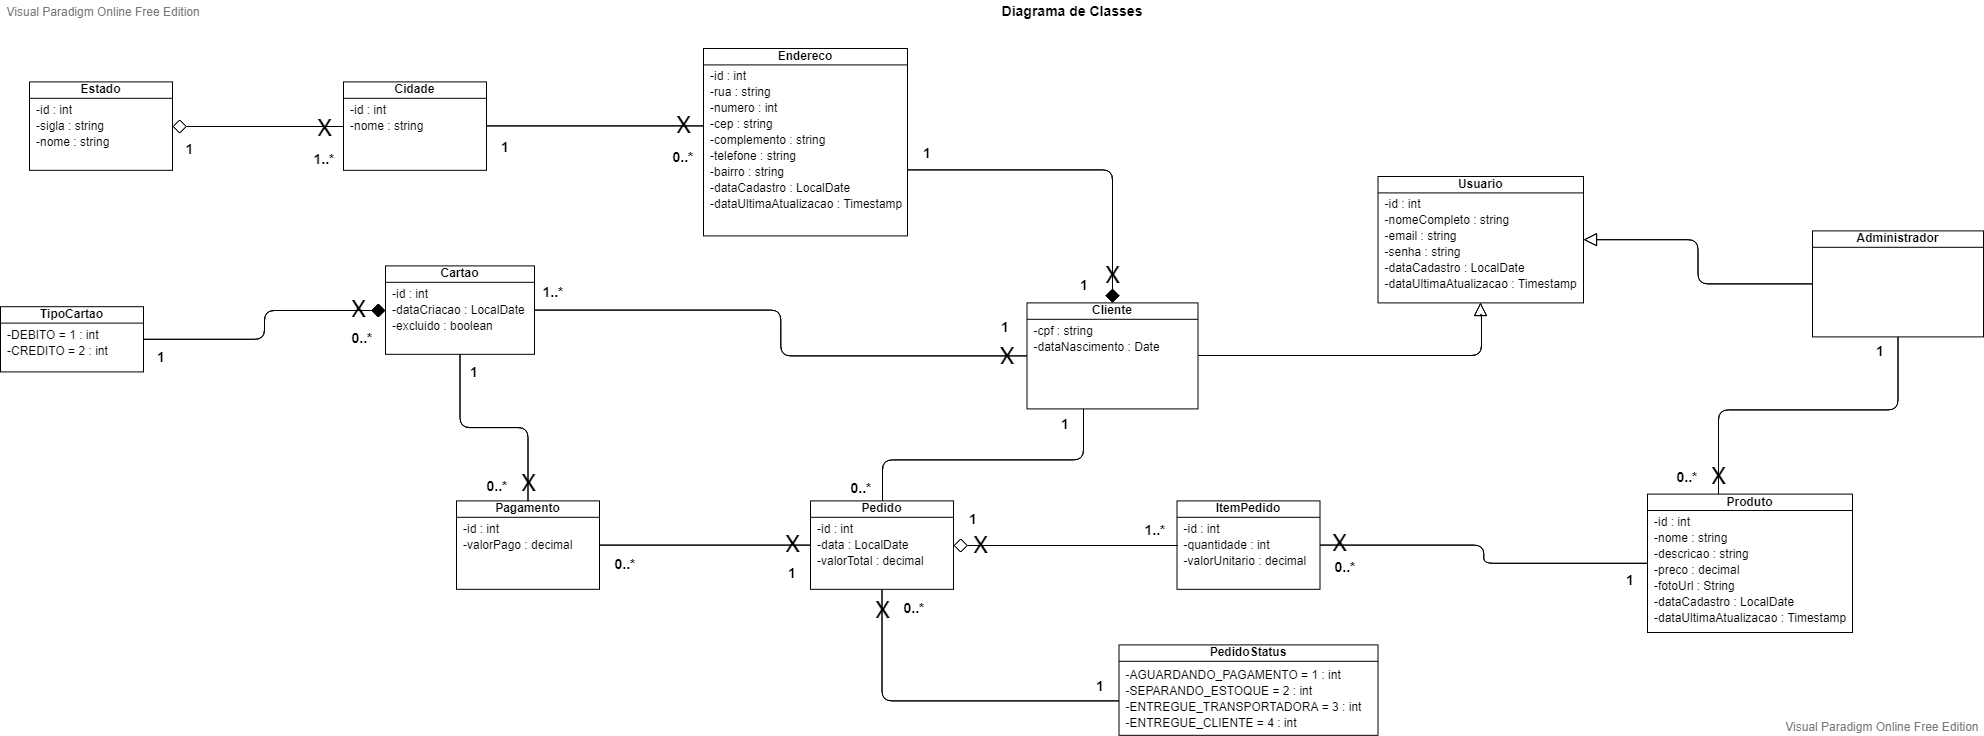 Visual Paradigm Online Free Edition
Diagrama de Classes
Estado
-id : int
-sigla : string
-nome : string
1
1..*
Cidade
-id : int
-nome : string
1
0..*
Endereco
-id : int
-rua : string
-numero : int
-cep : string
-complemento : string
-telefone : string
-bairro : string
-dataCadastro : LocalDate
-dataUltimaAtualizacao : Timestamp
1
1
Usuario
-id : int
-nomeCompleto : string
-email : string
-senha : string
-dataCadastro : LocalDate
-dataUltimaAtualizacao : Timestamp
Administrador
1
0..*
TipoCartao
-DEBITO = 1 : int
-CREDITO = 2 : int
1
0..*
Cartao
-id : int
-dataCriacao : LocalDate
-excluido : boolean
1..*
1
1
Cliente
-cpf : string
-dataNascimento : Date
1
0..*
0..*
Pagamento
-id : int
-valorPago : decimal
0..*
1
Pedido
-id : int
-data : LocalDate
-valorTotal : decimal
1
1..*
ItemPedido
-id : int
-quantidade : int
-valorUnitario : decimal
0..*
1
Produto
-id : int
-nome : string
-descricao : string
-preco : decimal
-fotoUrl : String
-dataCadastro : LocalDate
-dataUltimaAtualizacao : Timestamp
0..*
1
PedidoStatus
-AGUARDANDO_PAGAMENTO = 1 : int
-SEPARANDO_ESTOQUE = 2 : int
-ENTREGUE_TRANSPORTADORA = 3 : int
-ENTREGUE_CLIENTE = 4 : int
Visual Paradigm Online Free Edition